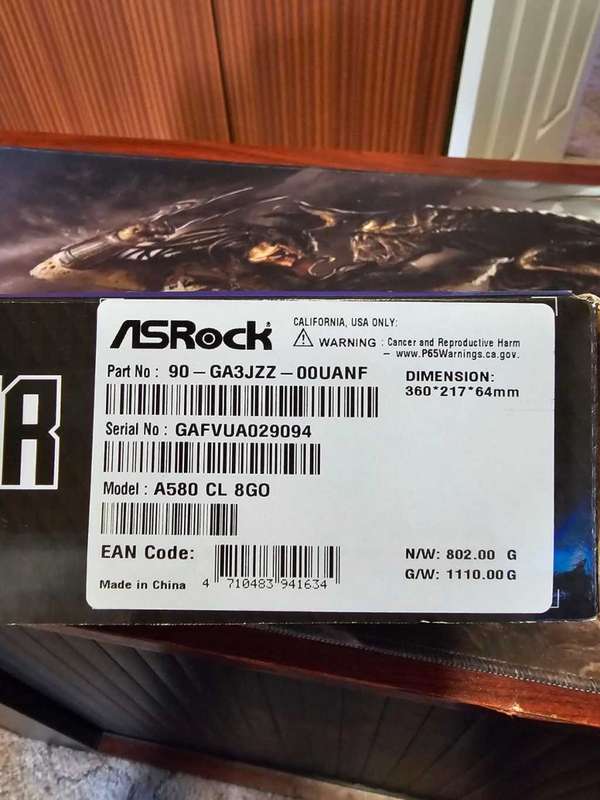 ASRock
CALIFORNIA, USA ONLY:
WARNING : Cancer and Reproductive Harm
– www.P65Warnings.ca.gov.
Part No : 90-GA3JZZ-00UANF
DIMENSION:
360*217*64mm
Serial No : GAFVUA029094
R
Model : A580 CL 8GO
EAN Code:
4 710483 941634
Made in China
N/W: 802.00 G
G/W: 1110.00 G